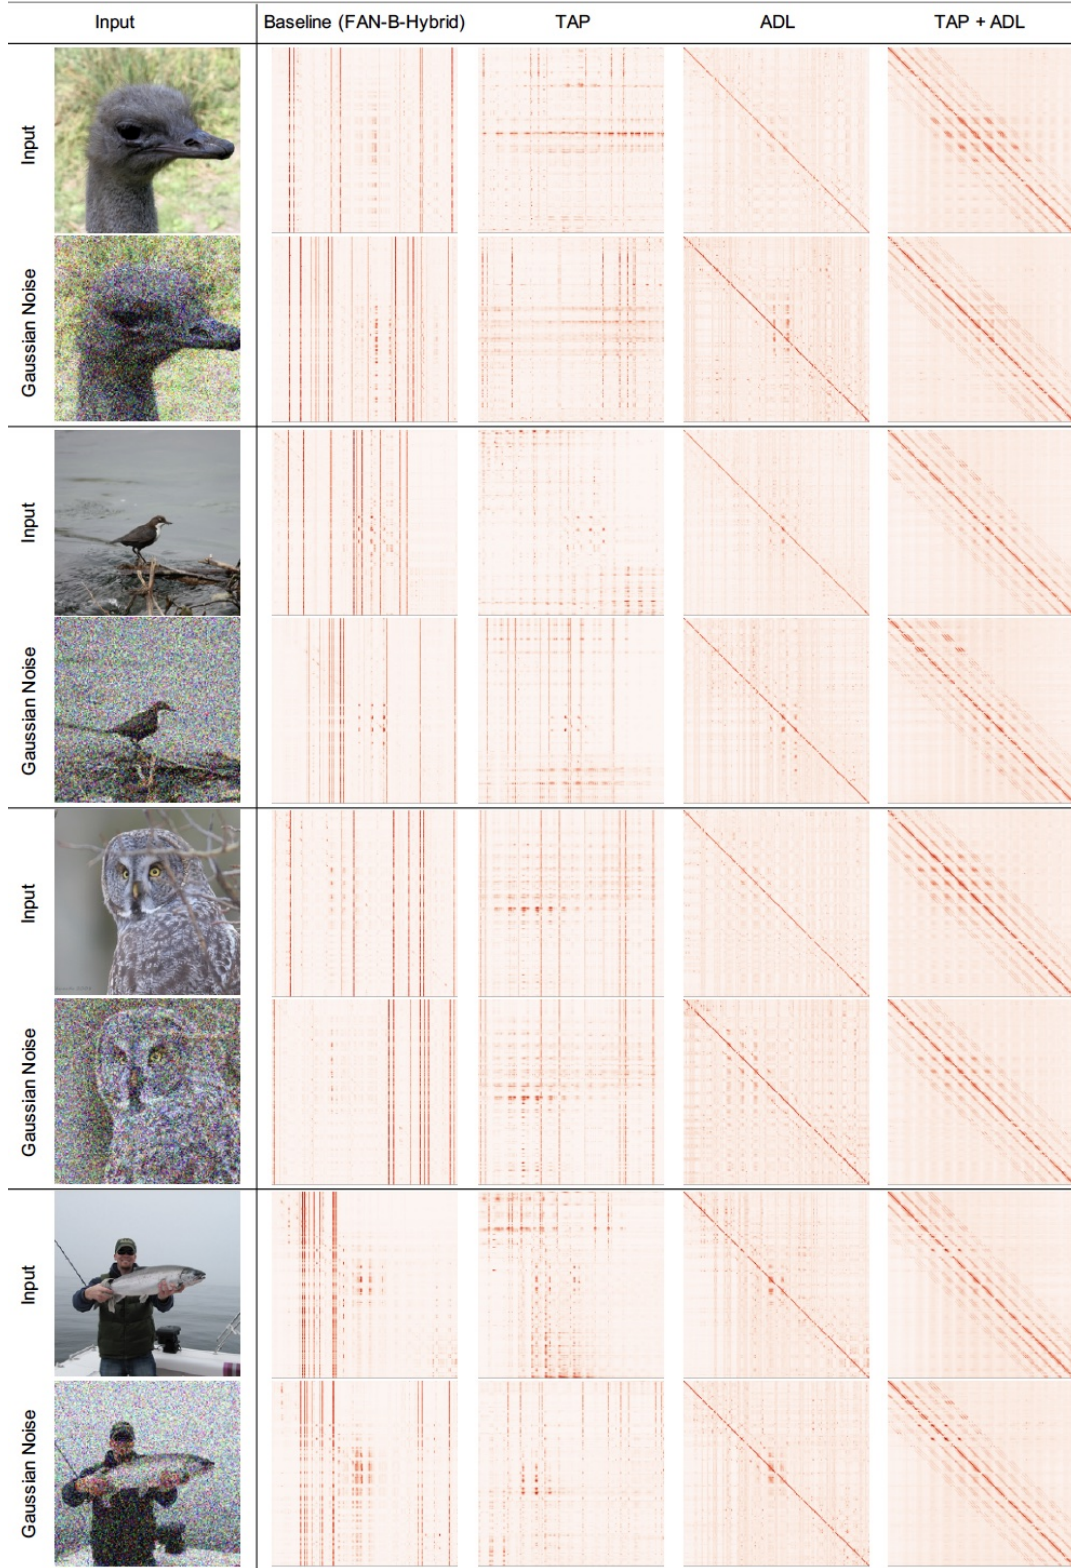 Input Baseline (FAN-B-Hybrid) TAP ADL TAP + ADL
Input
Gaussian Noise
Input
Gaussian Noise
Input
Gaussian Noise
Input
Gaussian Noise